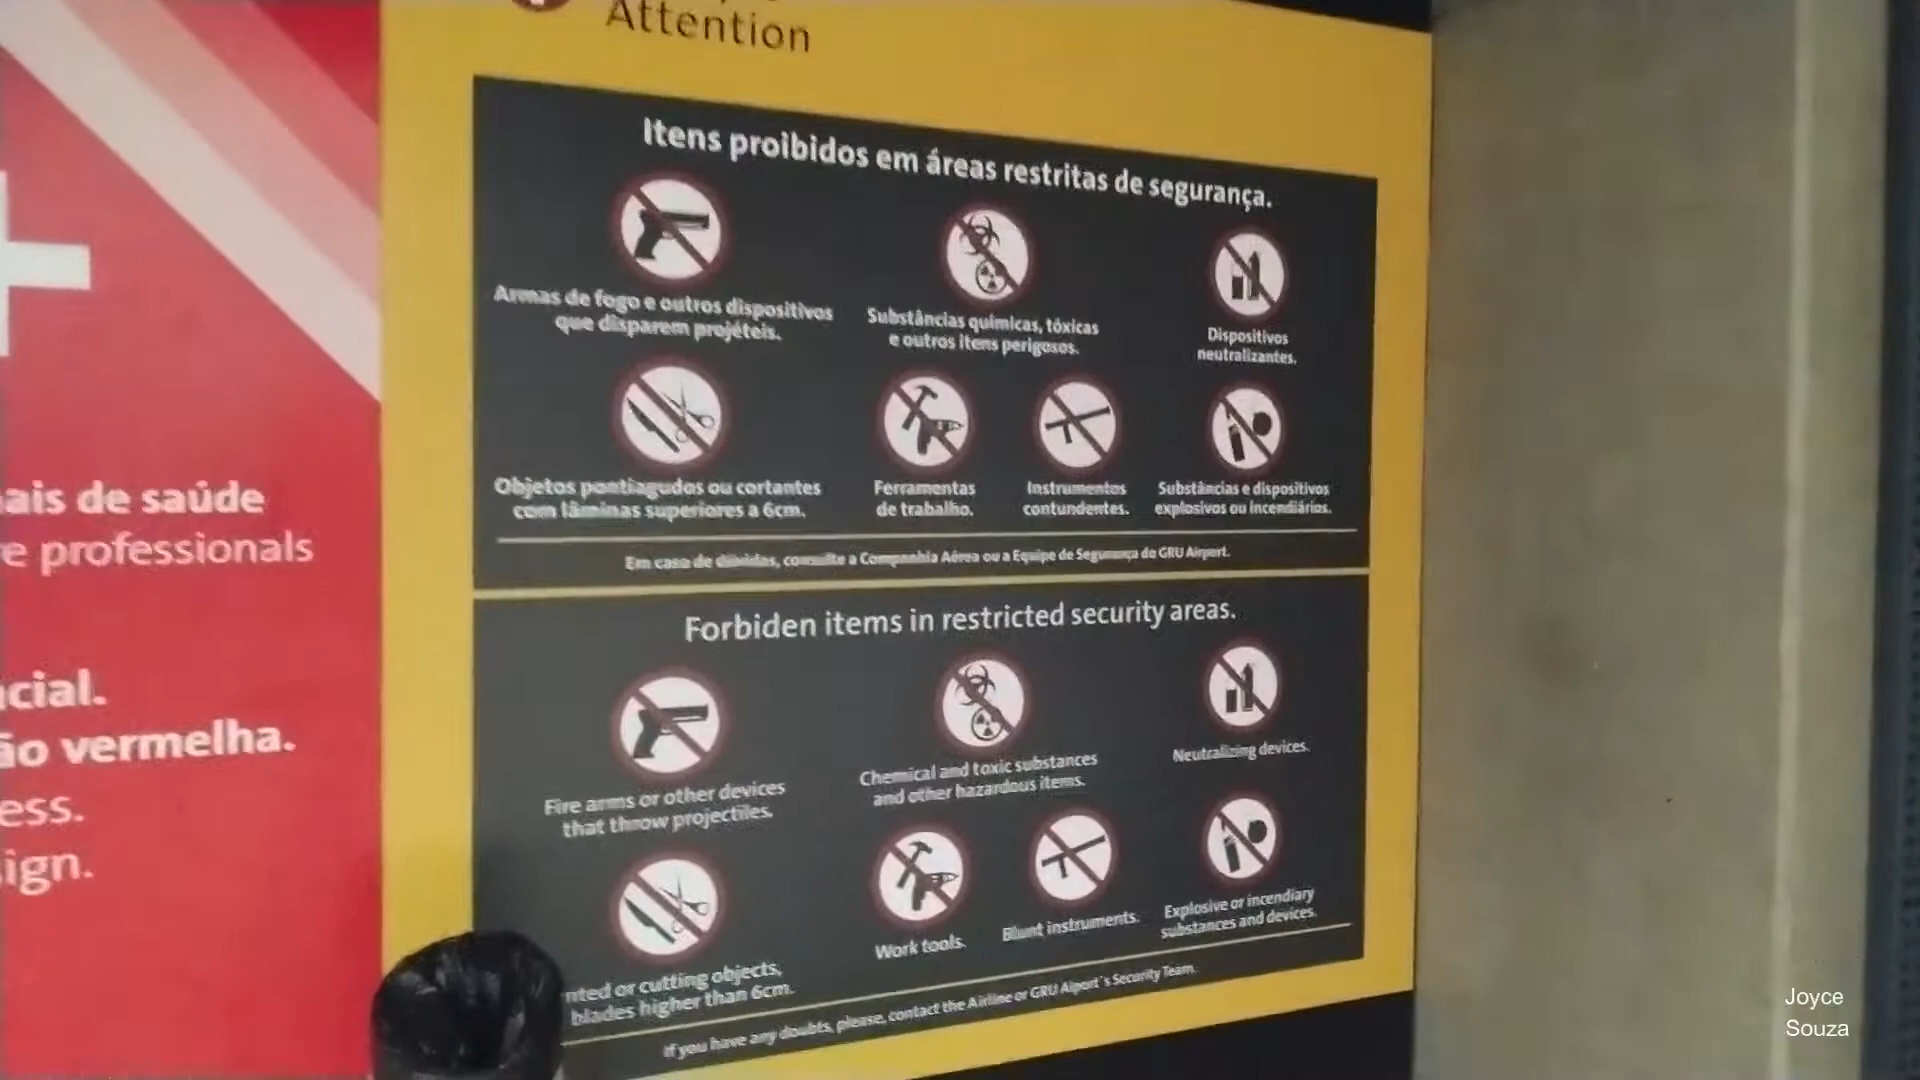 Attention
Itens proibidos em áreas restritas de segurança.
Armas de fogo e outros dispositivos
que disparem projéteis.
Substâncias químicas, tóxicas
e outros itens perigosos.
Dispositivos
neutralizantes.
Objetos pontiagudos ou cortantes
com lâminas superiores a 6cm.
Ferramentas
de trabalho.
Instrumentos
contundentes.
Substâncias e dispositivos
explosivos ou incendiários.
Em caso de dúvidas, consulte a Companhia Aérea ou a Equipe de Segurança do GRU Airport.
Forbiden items in restricted security areas.
Fire arms or other devices
that throw projectiles.
Chemical and toxic substances
and other hazardous items.
Neutralizing devices.
nted or cutting objects,
blades higher than 6cm.
Work tools.
Blunt instruments.
Explosive or incendiary
substances and devices.
If you have any doubts, please, contact the Airline or GRU Aiport´s Security Team.
ais de saúde
e professionals
cial.
ão vermelha.
ess.
ign.
Joyce
Souza